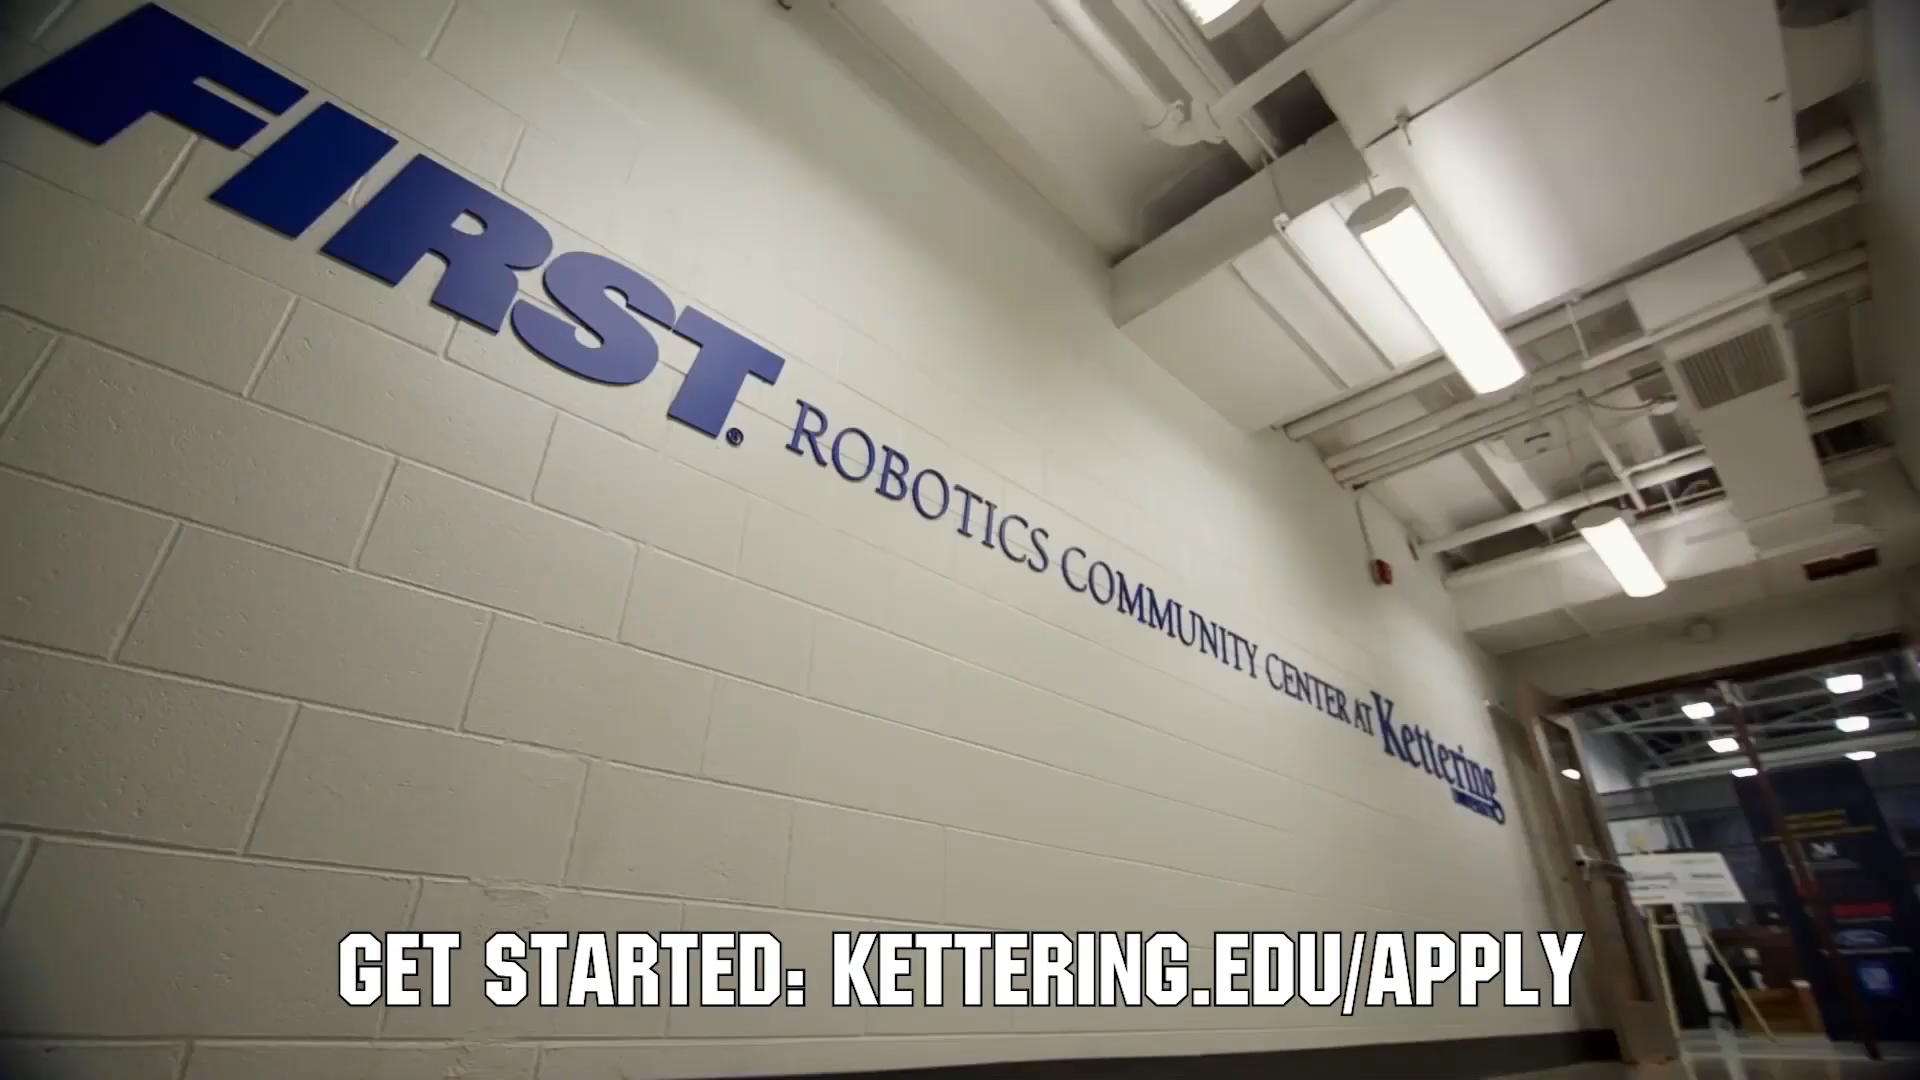 FIRST® ROBOTICS COMMUNITY CENTER AT Kettering
GET STARTED: KETTERING.EDU/APPLY